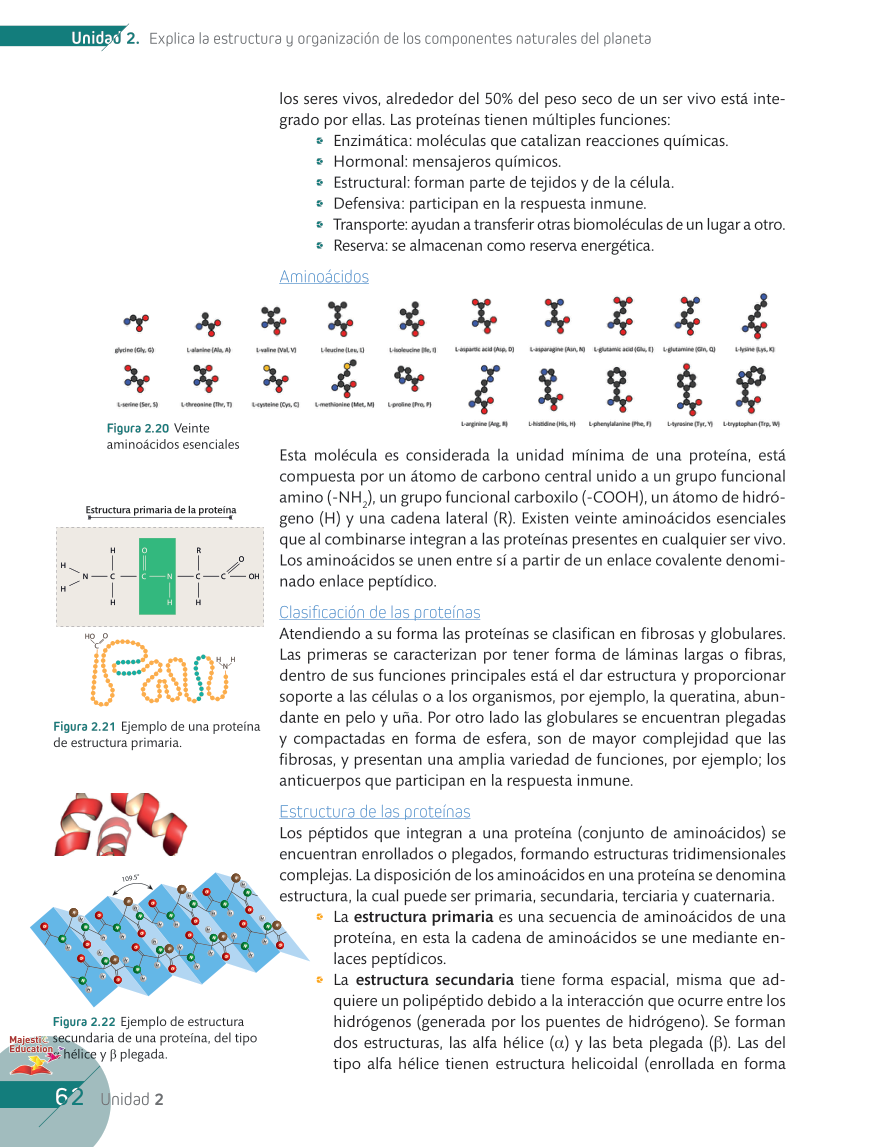 Unidad 2. Explica la estructura y organización de los componentes naturales del planeta
los seres vivos, alrededor del 50% del peso seco de un ser vivo está inte-
grado por ellas. Las proteínas tienen múltiples funciones:
Enzimática: moléculas que catalizan reacciones químicas.
Hormonal: mensajeros químicos.
Estructural: forman parte de tejidos y de la célula.
Defensiva: participan en la respuesta inmune.
Transporte: ayudan a transferir otras biomoléculas de un lugar a otro.
Reserva: se almacenan como reserva energética.
Aminoácidos
glycine (Gly, G) L-alanine (Ala, A) L-valine (Val, V) L-leucine (Leu, L) L-isoleucine (Ile, I) L-aspartic acid (Asp, D) L-asparagine (Asn, N) L-glutamic acid (Glu, E) L-glutamine (Gln, Q) L-lysine (Lys, K)
L-serine (Ser, S) L-threonine (Thr, T) L-cysteine (Cys, C) L-methionine (Met, M) L-proline (Pro, P)
L-arginine (Arg, R) L-histidine (His, H) L-phenylalanine (Phe, F) L-tyrosine (Tyr, Y) L-tryptophan (Trp, W)
Figura 2.20 Veinte
aminoácidos esenciales
Esta molécula es considerada la unidad mínima de una proteína, está
compuesta por un átomo de carbono central unido a un grupo funcional
amino (-NH2), un grupo funcional carboxilo (-COOH), un átomo de hidró-
geno (H) y una cadena lateral (R). Existen veinte aminoácidos esenciales
que al combinarse integran a las proteínas presentes en cualquier ser vivo.
Los aminoácidos se unen entre sí a partir de un enlace covalente denomi-
nado enlace peptídico.
Estructura primaria de la proteína
H O R
H O
N C C N C C OH
H
H H H
HO O
C
H H
N
Figura 2.21 Ejemplo de una proteína
de estructura primaria.
Clasificación de las proteínas
Atendiendo a su forma las proteínas se clasifican en fibrosas y globulares.
Las primeras se caracterizan por tener forma de láminas largas o fibras,
dentro de sus funciones principales está el dar estructura y proporcionar
soporte a las células o a los organismos, por ejemplo, la queratina, abun-
dante en pelo y uña. Por otro lado las globulares se encuentran plegadas
y compactadas en forma de esfera, son de mayor complejidad que las
fibrosas, y presentan una amplia variedad de funciones, por ejemplo; los
anticuerpos que participan en la respuesta inmune.
Estructura de las proteínas
Los péptidos que integran a una proteína (conjunto de aminoácidos) se
encuentran enrollados o plegados, formando estructuras tridimensionales
complejas. La disposición de los aminoácidos en una proteína se denomina
estructura, la cual puede ser primaria, secundaria, terciaria y cuaternaria.
La estructura primaria es una secuencia de aminoácidos de una
proteína, en esta la cadena de aminoácidos se une mediante en-
laces peptídicos.
La estructura secundaria tiene forma espacial, misma que ad-
quiere un polipéptido debido a la interacción que ocurre entre los
hidrógenos (generada por los puentes de hidrógeno). Se forman
dos estructuras, las alfa hélice (α) y las beta plegada (β). Las del
tipo alfa hélice tienen estructura helicoidal (enrollada en forma
109.5°
Figura 2.22 Ejemplo de estructura
secundaria de una proteína, del tipo
hélice y β plegada.
Majestic
Education
62 Unidad 2